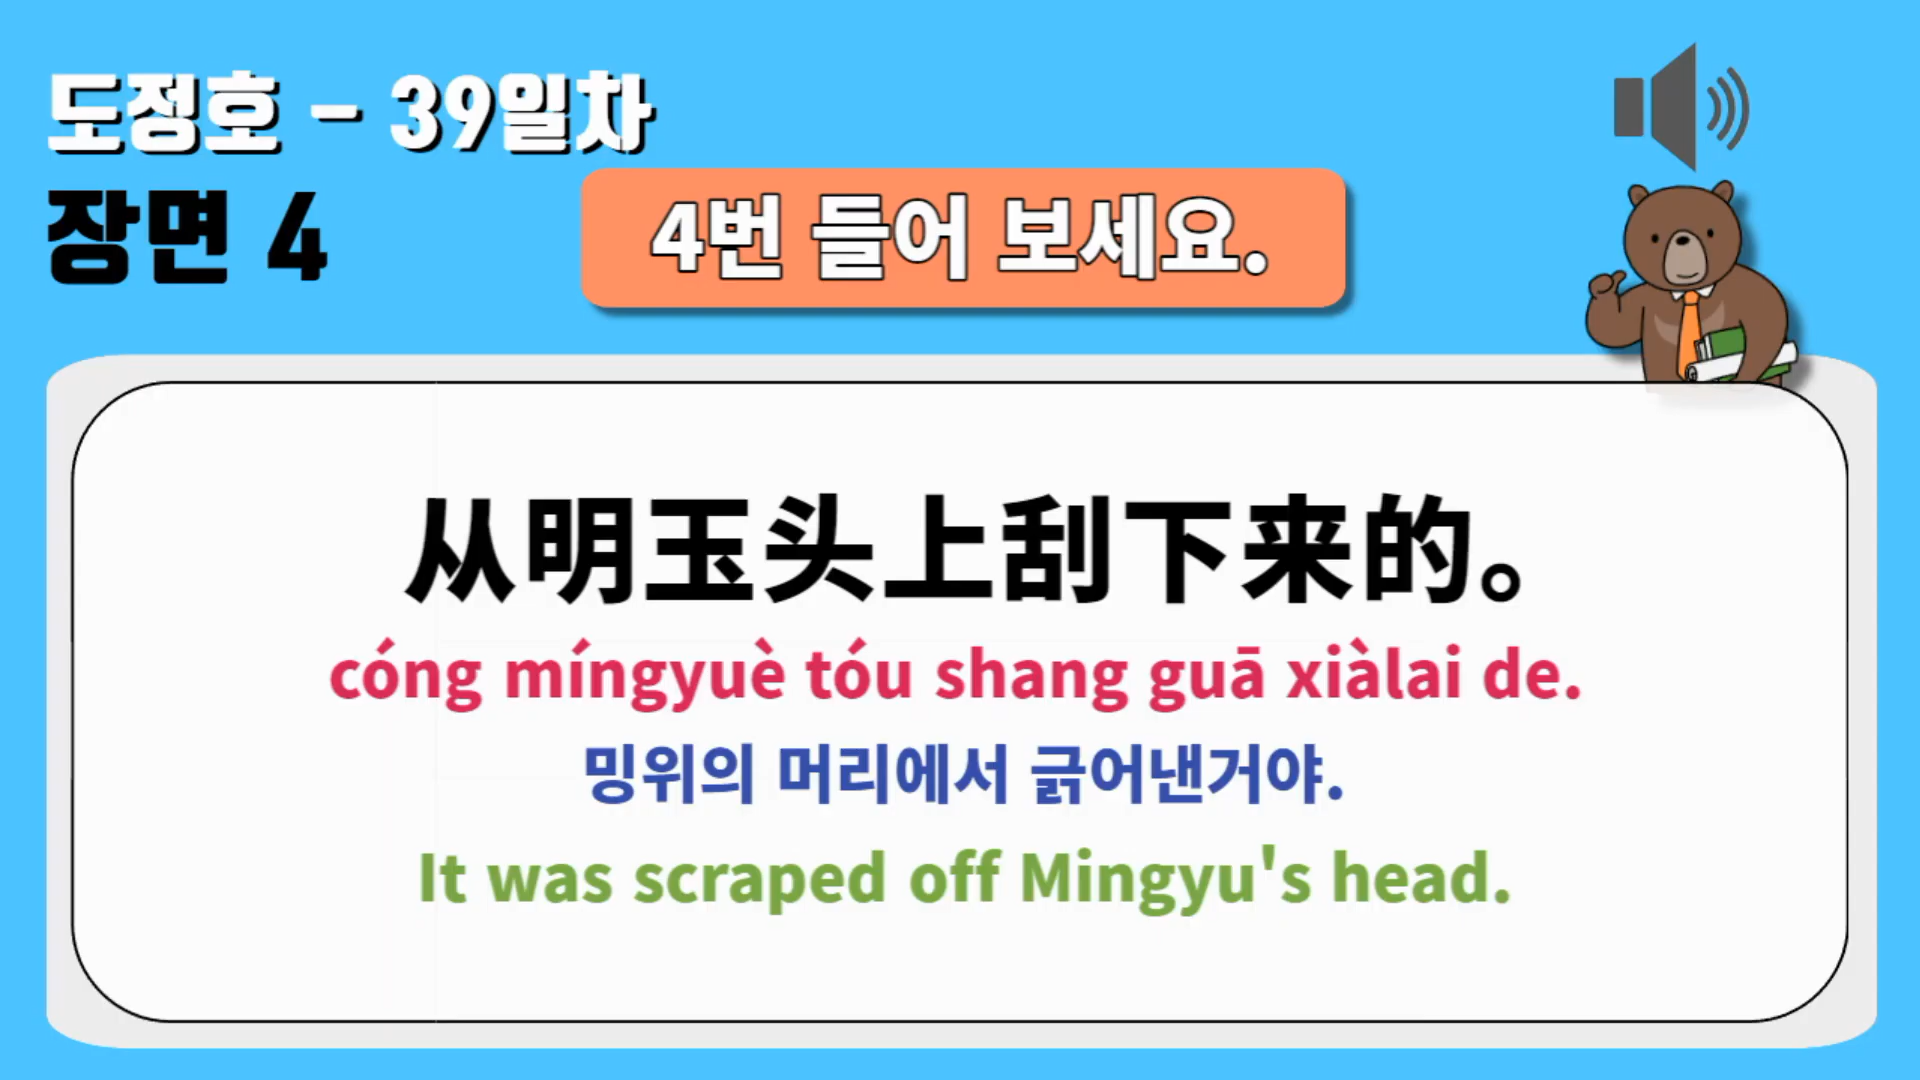 도정호 - 39일차
장면 4
4번 들어 보세요.
从明玉头上刮下来的。
cóng míngyuè tóu shang guā xiàlai de.
밍위의 머리에서 긁어낸거야.
It was scraped off Mingyu's head.